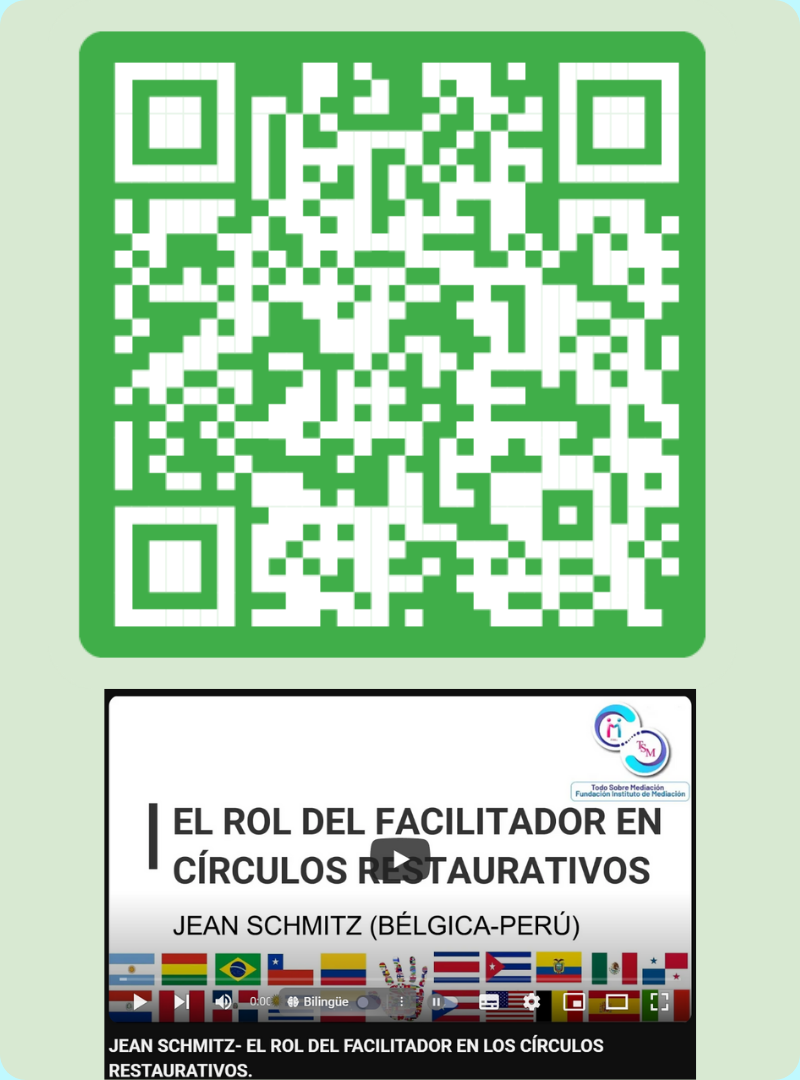 Todo Sobre Mediación
Fundación Instituto de Mediación
TSM
EL ROL DEL FACILITADOR EN
CÍRCULOS RESTAURATIVOS
JEAN SCHMITZ (BÉLGICA-PERÚ)
0:00
Bilingüe
JEAN SCHMITZ- EL ROL DEL FACILITADOR EN LOS CÍRCULOS
RESTAURATIVOS.